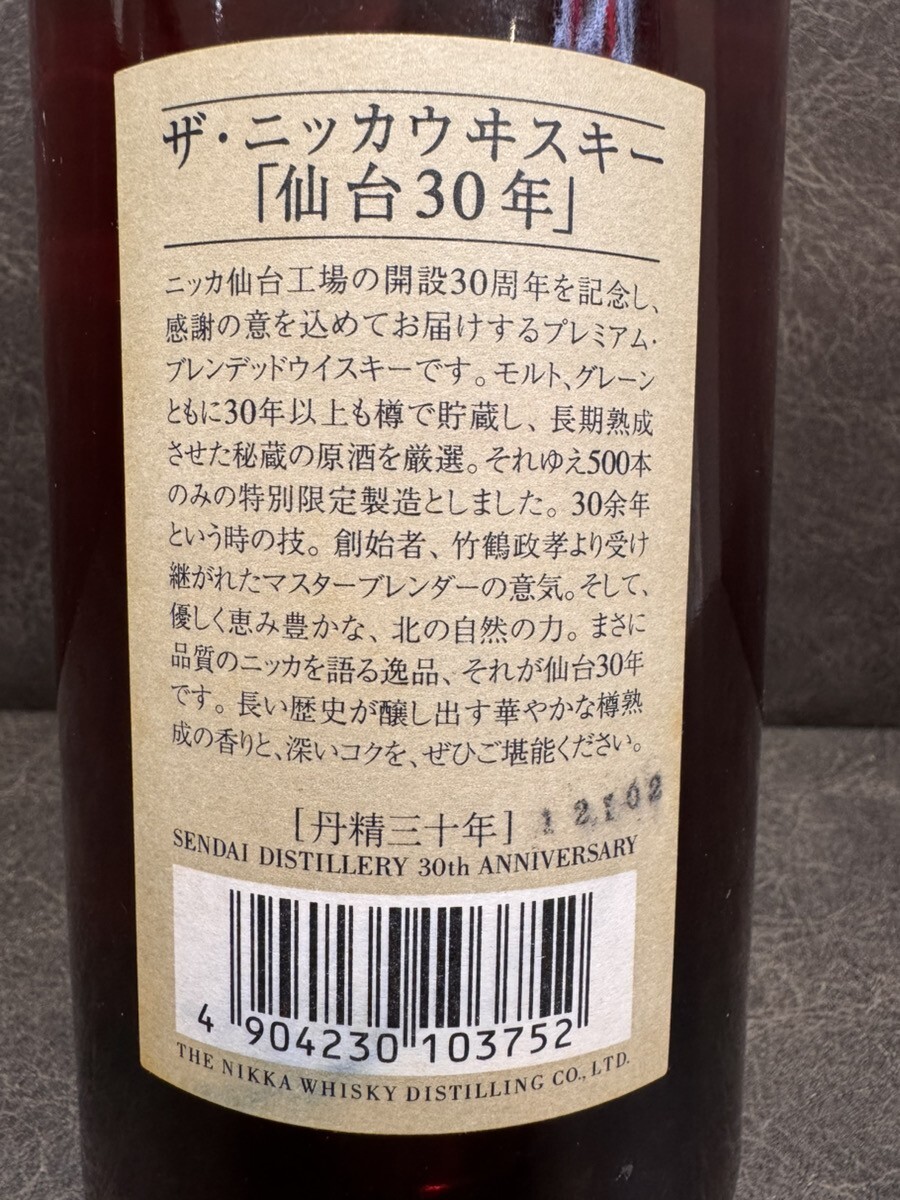 ザ・ニッカウヰスキー
「仙台30年」
ニッカ仙台工場の開設30周年を記念し、
感謝の意を込めてお届けするプレミアム・
ブレンデッドウイスキーです。モルト、グレーン
ともに30年以上も樽で貯蔵し、長期熟成
させた秘蔵の原酒を厳選。それゆえ500本
のみの特別限定製造としました。30余年
という時の技。創始者、竹鶴政孝より受け
継がれたマスターブレンダーの意気。そして、
優しく恵み豊かな、北の自然の力。まさに
品質のニッカを語る逸品、それが仙台30年
です。長い歴史が醸し出す華やかな樽熟
成の香りと、深いコクを、ぜひご堪能ください。
[丹精三十年]
SENDAI DISTILLERY 30th ANNIVERSARY
4 904230 103752
THE NIKKA WHISKY DISTILLING CO., LTD.